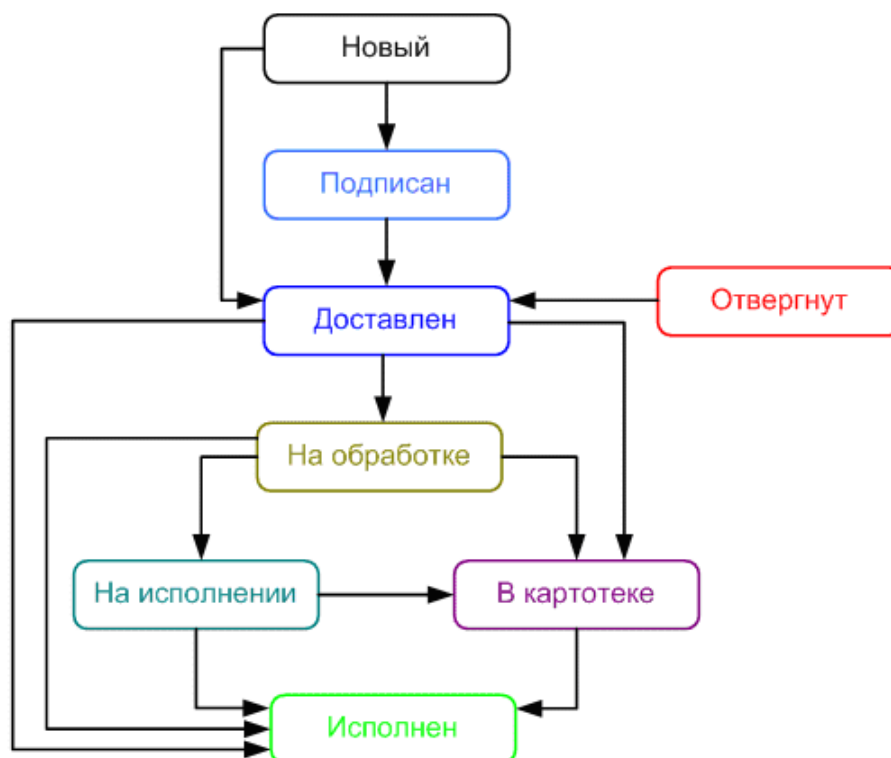 Новый
Подписан
Доставлен
Отвергнут
На обработке
На исполнении
В картотеке
Исполнен